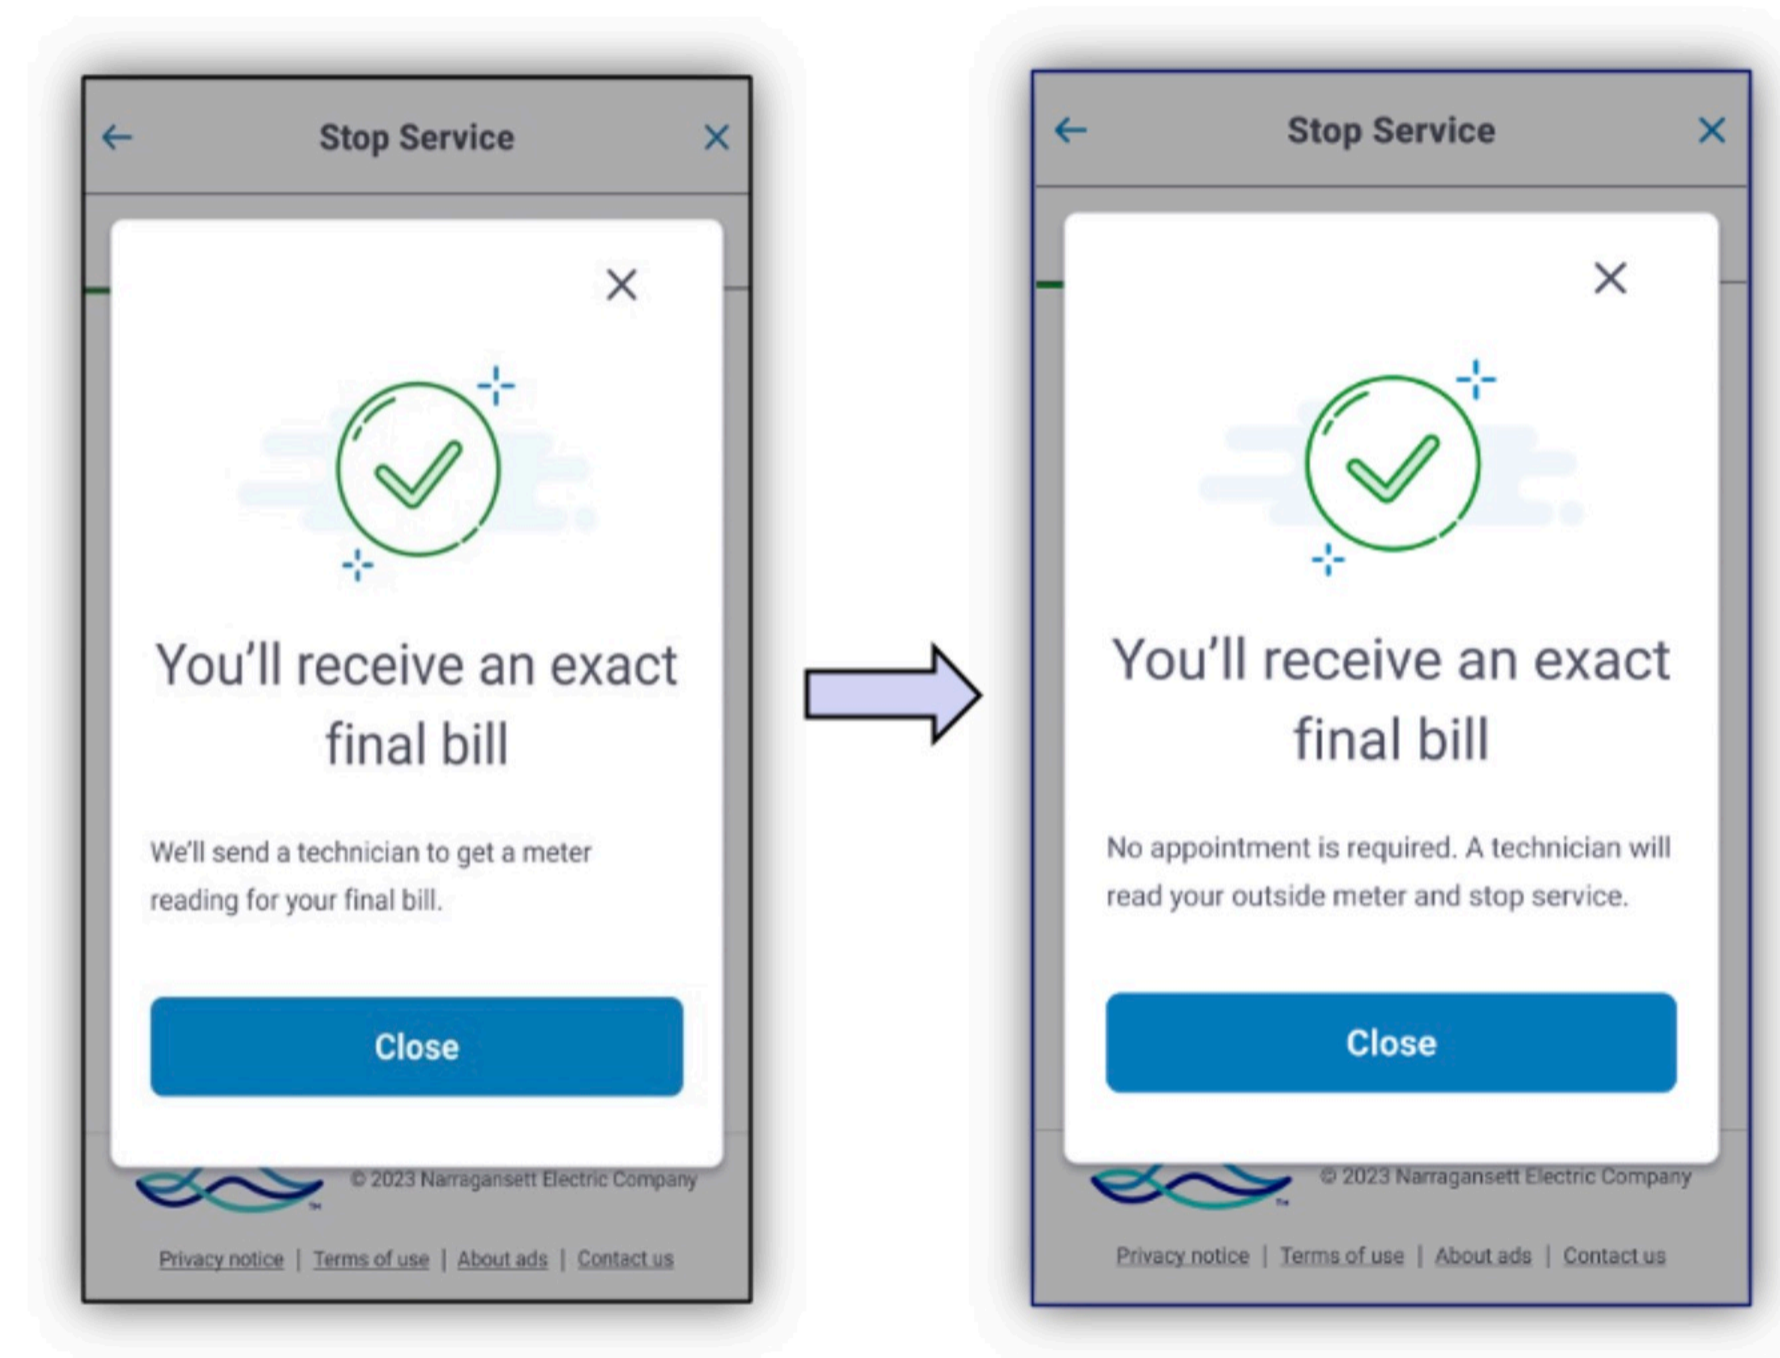 Stop Service
You'll receive an exact
final bill
We'll send a technician to get a meter
reading for your final bill.
Close
© 2023 Narragansett Electric Company
TM
Privacy notice | Terms of use | About ads | Contact us
Stop Service
You'll receive an exact
final bill
No appointment is required. A technician will
read your outside meter and stop service.
Close
© 2023 Narragansett Electric Company
TM
Privacy notice | Terms of use | About ads | Contact us